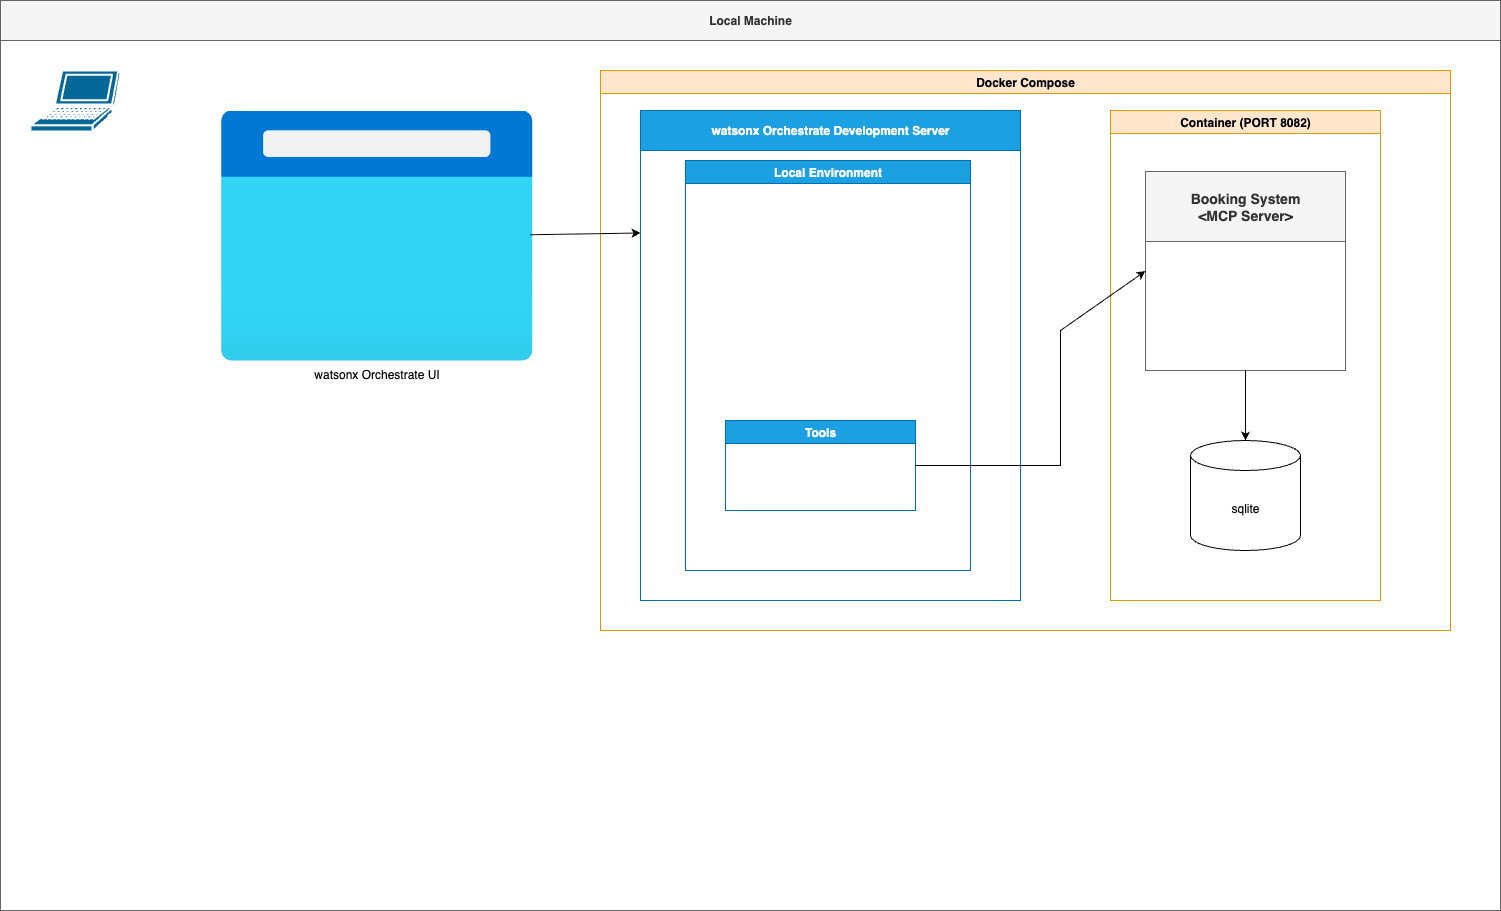 Local Machine
Docker Compose
watsonx Orchestrate Development Server
Container (PORT 8082)
Local Environment
Booking System
<MCP Server>
watsonx Orchestrate UI
Tools
sqlite